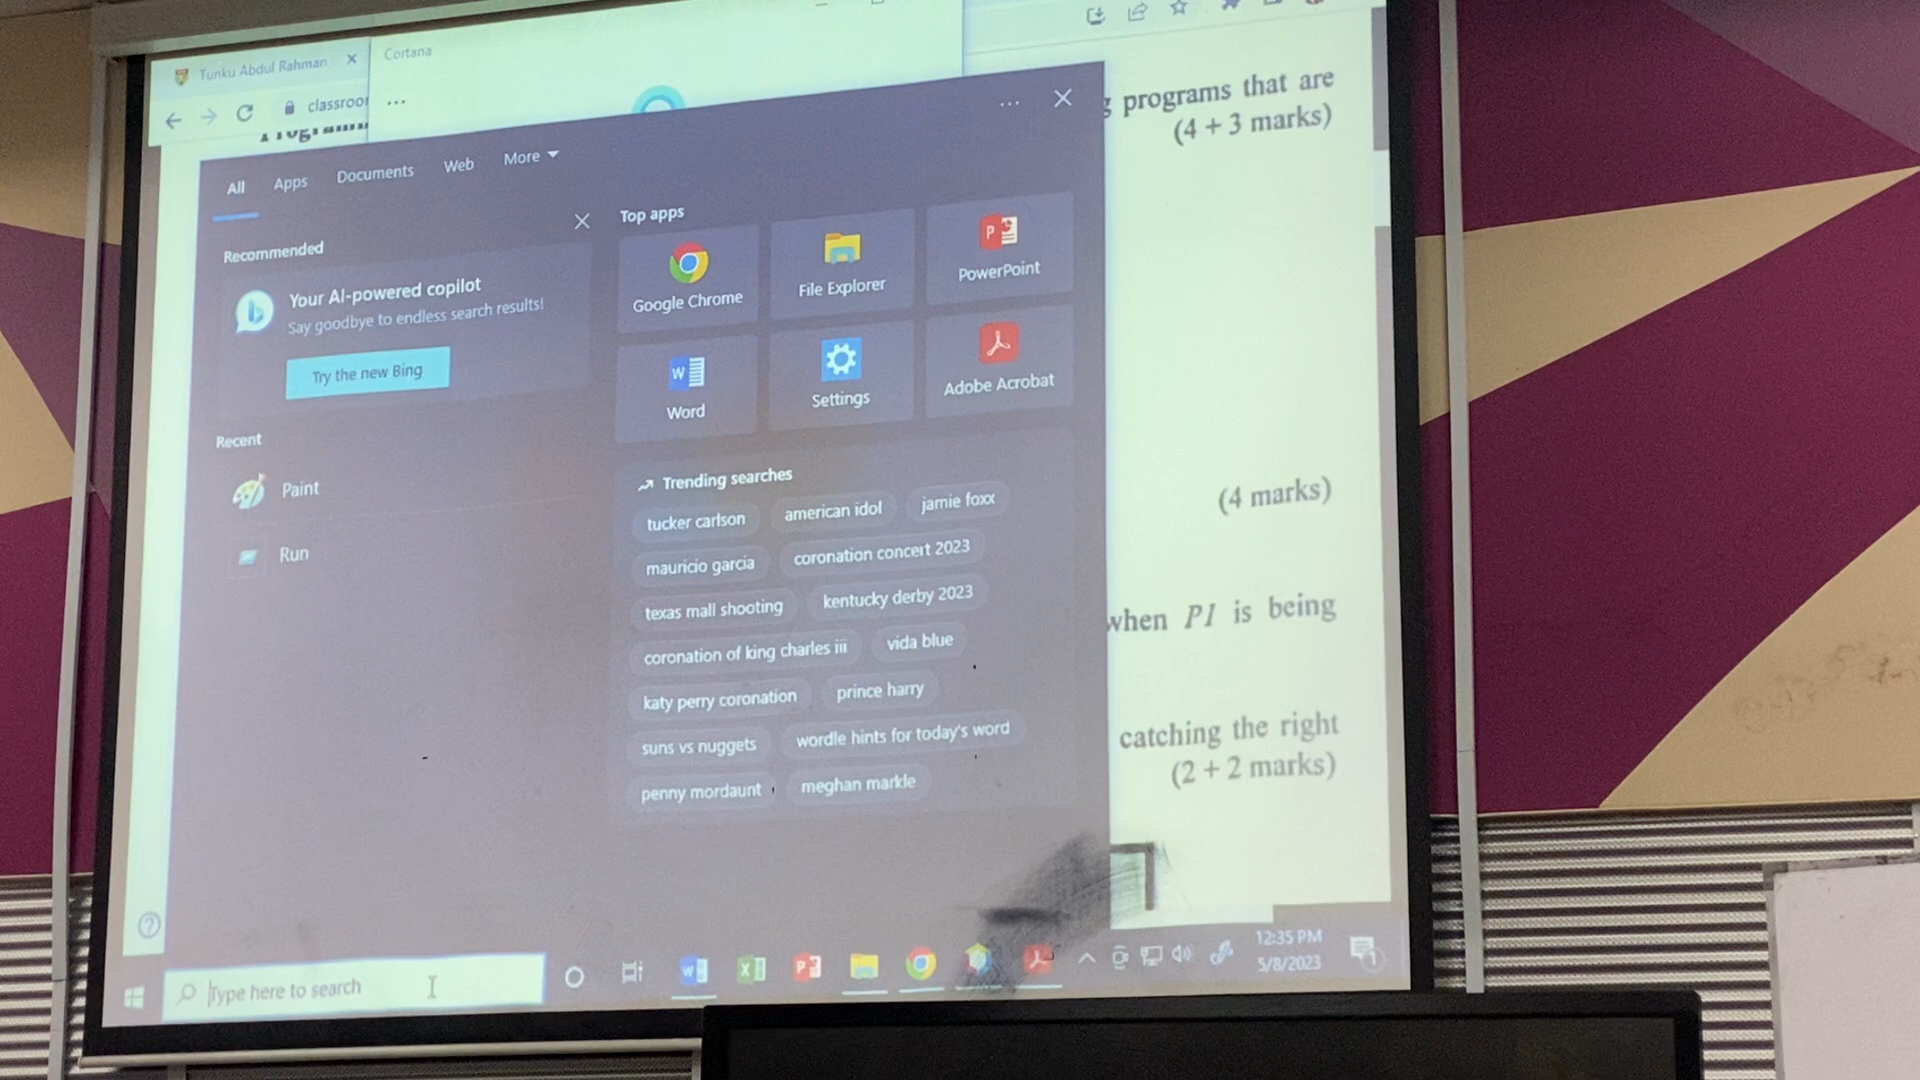 Tunku Abdul Rahman
Cortana
classroor
programs that are
(4 + 3 marks)
All
Apps
Documents
Web
More
Recommended
Your AI-powered copilot
Say goodbye to endless search results!
Try the new Bing
Recent
Paint
Run
Top apps
Google Chrome
File Explorer
PowerPoint
Word
Settings
Adobe Acrobat
Trending searches
tucker carlson american idol jamie foxx
mauricio garcia coronation concert 2023
texas mall shooting kentucky derby 2023
coronation of king charles iii vida blue
katy perry coronation prince harry
suns vs nuggets wordle hints for today's word
penny mordaunt meghan markle
(4 marks)
when P1 is being
catching the right
(2 + 2 marks)
Type here to search
12:35 PM
5/8/2023
1